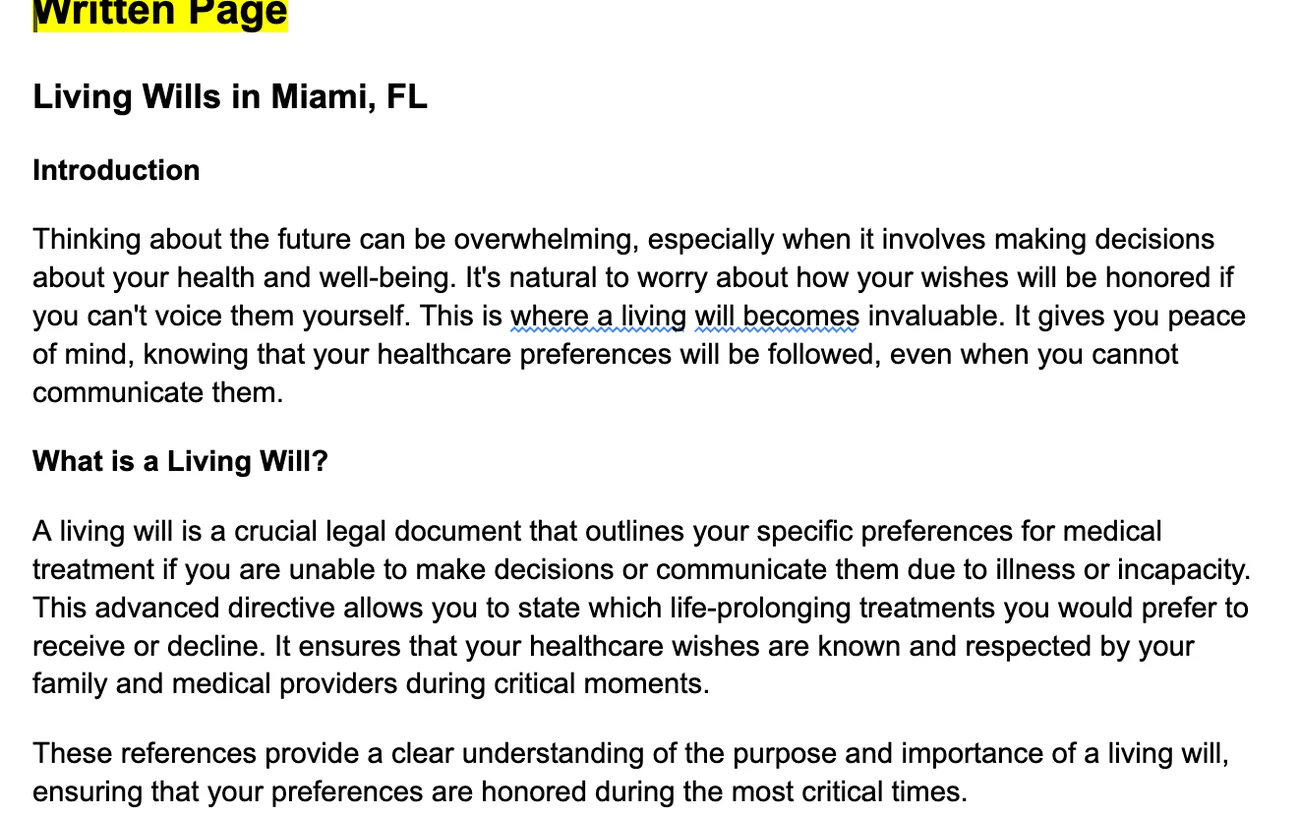 Written Page
Living Wills in Miami, FL
Introduction
Thinking about the future can be overwhelming, especially when it involves making decisions
about your health and well-being. It's natural to worry about how your wishes will be honored if
you can't voice them yourself. This is where a living will becomes invaluable. It gives you peace
of mind, knowing that your healthcare preferences will be followed, even when you cannot
communicate them.
What is a Living Will?
A living will is a crucial legal document that outlines your specific preferences for medical
treatment if you are unable to make decisions or communicate them due to illness or incapacity.
This advanced directive allows you to state which life-prolonging treatments you would prefer to
receive or decline. It ensures that your healthcare wishes are known and respected by your
family and medical providers during critical moments.
These references provide a clear understanding of the purpose and importance of a living will,
ensuring that your preferences are honored during the most critical times.